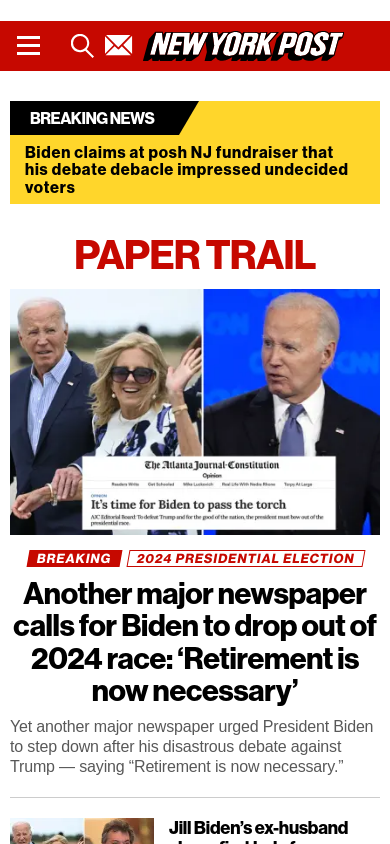 NEW YORK POST
BREAKING NEWS
Biden claims at posh NJ fundraiser that
his debate debacle impressed undecided
voters
PAPER TRAIL
The Atlanta Journal-Constitution
Opinion
Readers Write Get Schooled Mike Luckovich Real Life With Nedra Rhone Torpy At Large
OPINION
It's time for Biden to pass the torch
AJC Editorial Board: To defeat Trump and for the good of the nation, the president must bow out of the
presidential race.
BREAKING 2024 PRESIDENTIAL ELECTION
Another major newspaper
calls for Biden to drop out of
2024 race: ‘Retirement is
now necessary’
Yet another major newspaper urged President Biden
to step down after his disastrous debate against
Trump — saying “Retirement is now necessary.”
Jill Biden’s ex-husband